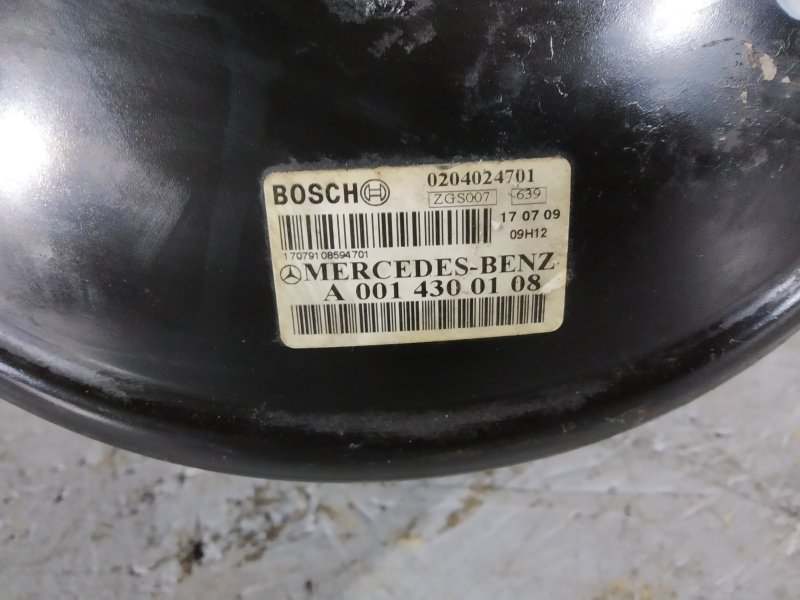 BOSCH 0204024701
ZGS007 639
17 07 09
09H12
17079108594701
MERCEDES-BENZ
A 001 430 01 08